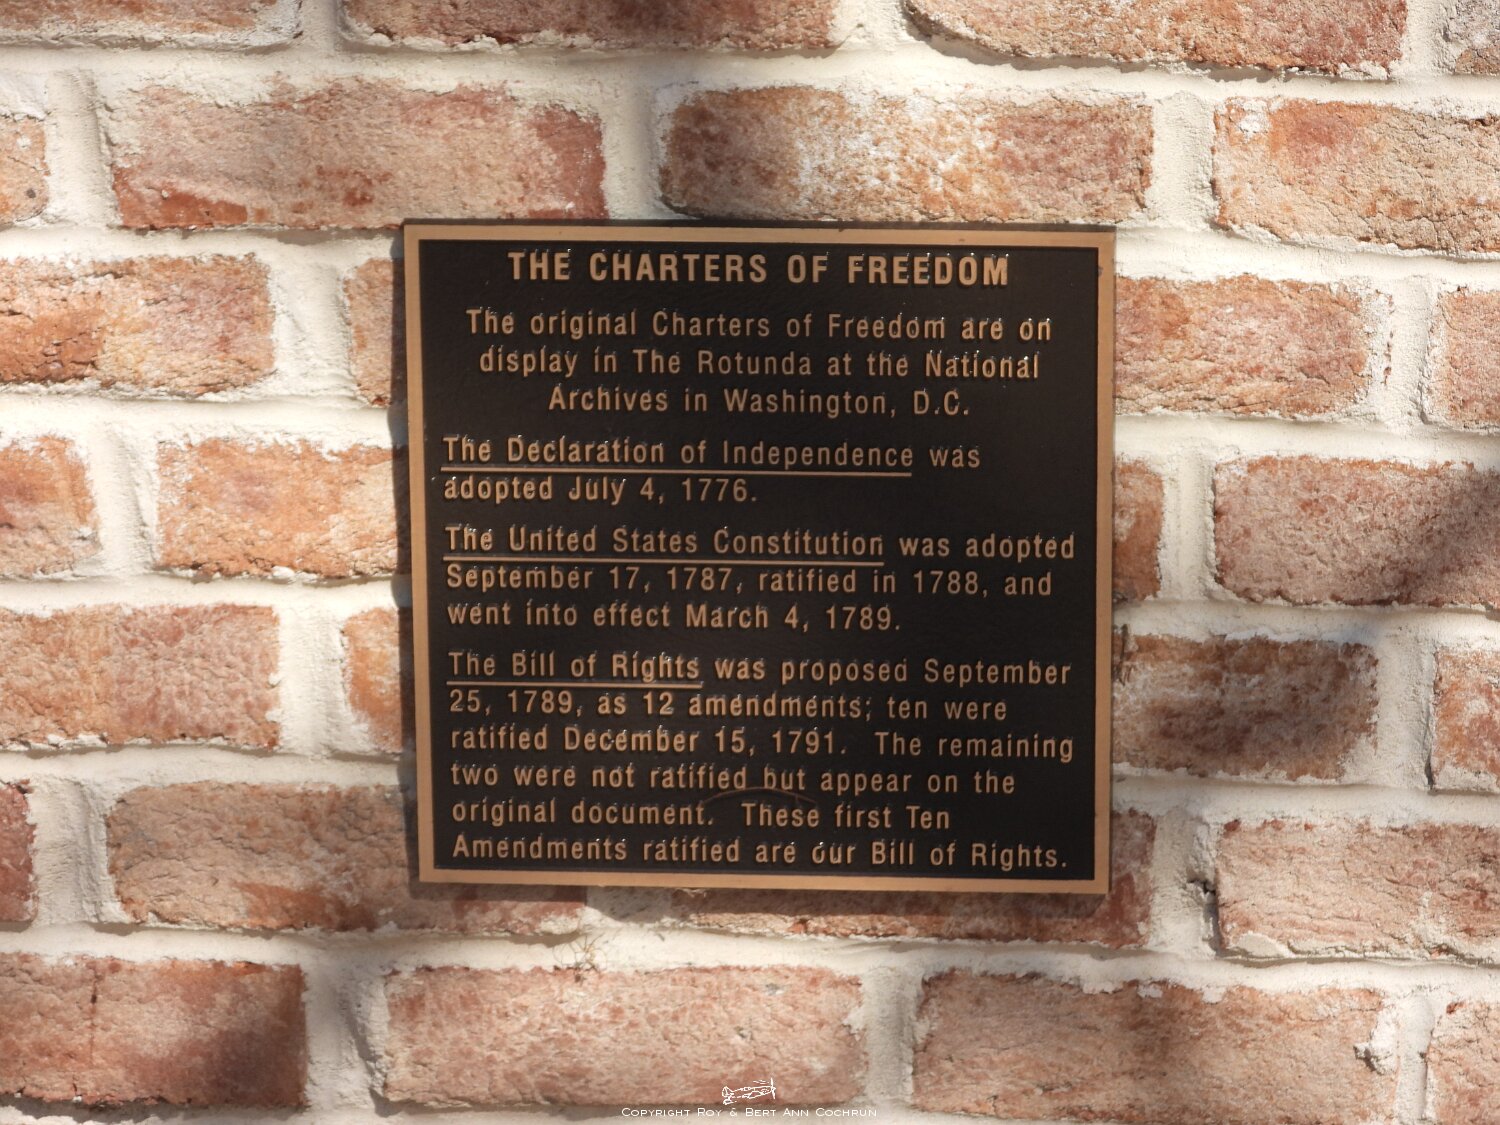 THE CHARTERS OF FREEDOM
The original Charters of Freedom are on
display in The Rotunda at the National
Archives in Washington, D.C.
The Declaration of Independence was
adopted July 4, 1776.
The United States Constitution was adopted
September 17, 1787, ratified in 1788, and
went into effect March 4, 1789.
The Bill of Rights was proposed September
25, 1789, as 12 amendments; ten were
ratified December 15, 1791. The remaining
two were not ratified but appear on the
original document. These first Ten
Amendments ratified are our Bill of Rights.
Copyright Roy & Bert Ann Cochrun